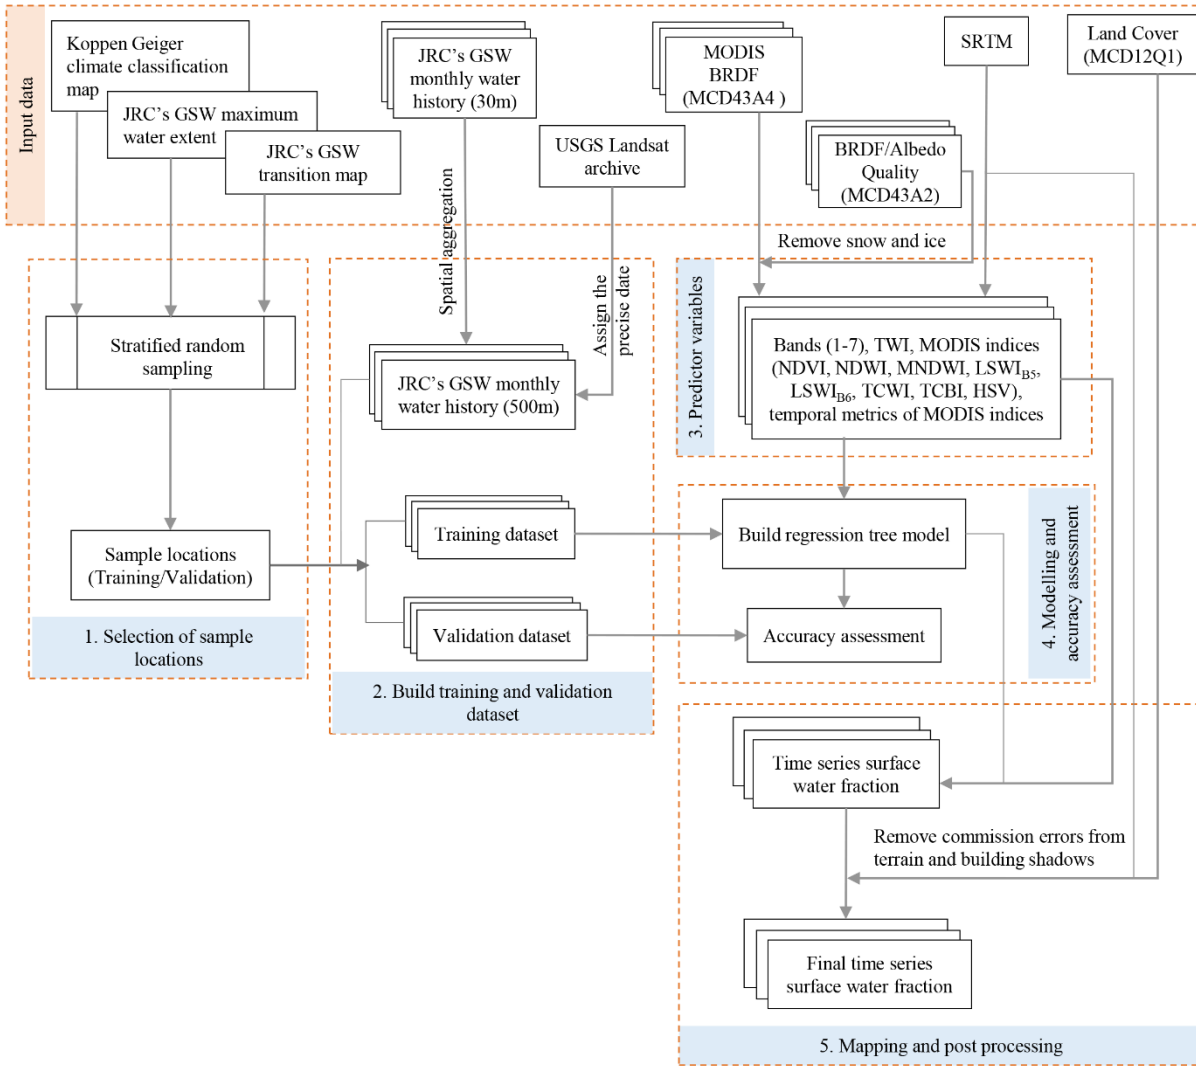 Input data
Koppen Geiger
climate classification
map
JRC's GSW maximum
water extent
JRC's GSW
transition map
JRC's GSW
monthly water
history (30m)
USGS Landsat
archive
MODIS
BRDF
(MCD43A4 )
BRDF/Albedo
Quality
(MCD43A2)
SRTM
Land Cover
(MCD12Q1)
Spatial aggregation
Assign the
precise date
Remove snow and ice
Stratified random
sampling
Sample locations
(Training/Validation)
1. Selection of sample
locations
JRC's GSW monthly
water history (500m)
Training dataset
Validation dataset
2. Build training and validation
dataset
3. Predictor variables
Bands (1-7), TWI, MODIS indices
(NDVI, NDWI, MNDWI, LSWIB5,
LSWIB6, TCWI, TCBI, HSV),
temporal metrics of MODIS indices
Build regression tree model
Accuracy assessment
4. Modelling and
accuracy assessment
Time series surface
water fraction
Remove commission errors from
terrain and building shadows
Final time series
surface water fraction
5. Mapping and post processing